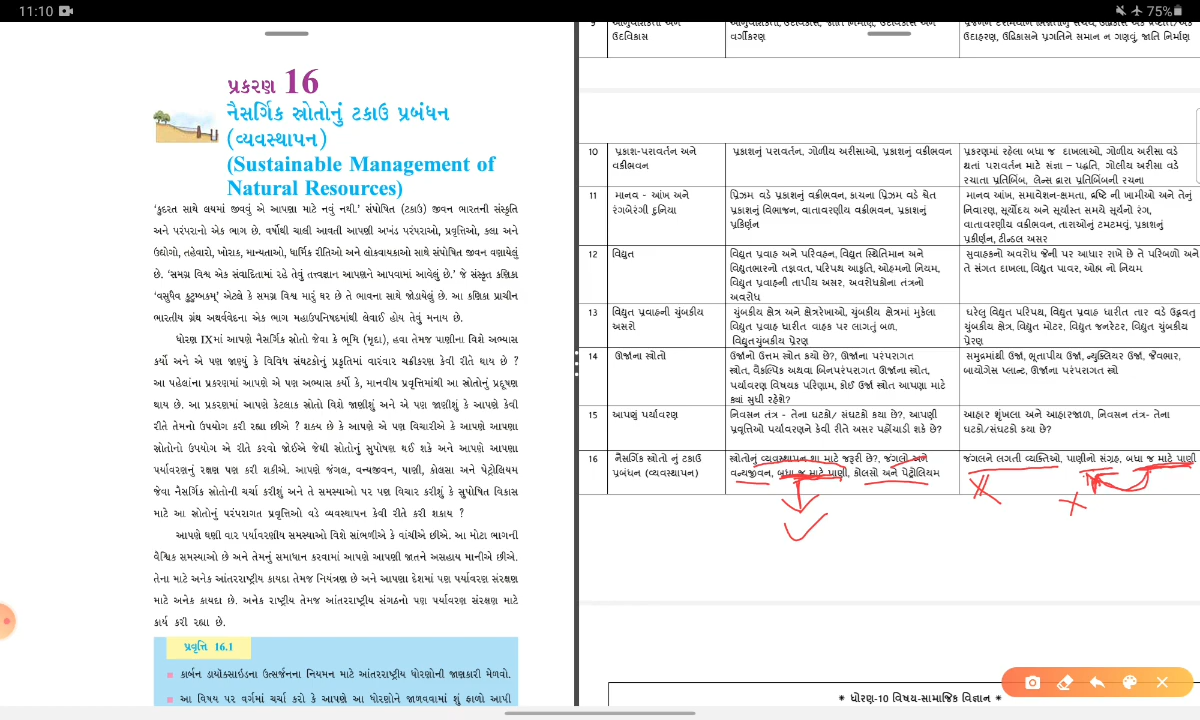 11:10
75%
પ્રકરણ 16
નૈસર્ગિક સ્રોતોનું ટકાઉ પ્રબંધન
(વ્યવસ્થાપન)
(Sustainable Management of
Natural Resources)
‘કુદરત સાથે લયમાં જીવવું એ આપણા માટે નવું નથી.’ સંપોષિત (ટકાઉ) જીવન ભારતની સંસ્કૃતિ
અને પરંપરાનો એક ભાગ છે. વર્ષોથી ચાલી આવતી આપણી અખંડ પરંપરાઓ, પ્રવૃત્તિઓ, કલા અને
ઉદ્યોગો, તહેવારો, ખોરાક, માન્યતાઓ, ધાર્મિક રીતિઓ અને લોકવાયકાઓ સાથે સંપોષિત જીવન વણાયેલું
છે. ‘સમગ્ર વિશ્વ એક સંવાદિતામાં રહે તેવું તત્ત્વજ્ઞાન આપણને આપવામાં આવેલું છે.’ જે સંસ્કૃત કણિકા
‘વસુધૈવ કુટુમ્બકમ્’ એટલે કે સમગ્ર વિશ્વ મારું ઘર છે તે ભાવના સાથે જોડાયેલું છે. આ કણિકા પ્રાચીન
ભારતીય ગ્રંથ અથર્વવેદના એક ભાગ મહાઉપનિષદમાંથી લેવાઈ હોય તેવું મનાય છે.
ધોરણ IXમાં આપણે નૈસર્ગિક સ્રોતો જેવા કે ભૂમિ (મૃદા), હવા તેમજ પાણીના વિશે અભ્યાસ
કર્યો અને એ પણ જાણ્યું કે વિવિધ સંઘટકોનું પ્રકૃતિમાં વારંવાર ચક્રીકરણ કેવી રીતે થાય છે ?
આ પહેલાંના પ્રકરણમાં આપણે એ પણ અભ્યાસ કર્યો કે, માનવીય પ્રવૃત્તિમાંથી આ સ્રોતોનું પ્રદૂષણ
થાય છે. આ પ્રકરણમાં આપણે કેટલાક સ્રોતો વિશે જાણીશું અને એ પણ જાણીશું કે આપણે કેવી
રીતે તેમનો ઉપયોગ કરી રહ્યા છીએ ? શક્ય છે કે આપણે એ પણ વિચારીએ કે આપણે આપણા
સ્રોતોનો ઉપયોગ એ રીતે કરવો જોઈએ જેથી સ્રોતોનું સુપોષણ થઈ શકે અને આપણે આપણા
પર્યાવરણનું રક્ષણ પણ કરી શકીએ. આપણે જંગલ, વન્યજીવન, પાણી, કોલસા અને પેટ્રોલિયમ
જેવા નૈસર્ગિક સ્રોતોની ચર્ચા કરીશું અને તે સમસ્યાઓ પર પણ વિચાર કરીશું કે સુપોષિત વિકાસ
માટે આ સ્રોતોનું પરંપરાગત પ્રવૃત્તિઓ વડે વ્યવસ્થાપન કેવી રીતે કરી શકાય ?
આપણે ઘણી વાર પર્યાવરણીય સમસ્યાઓ વિશે સાંભળીએ કે વાંચીએ છીએ. આ મોટા ભાગની
વૈશ્વિક સમસ્યાઓ છે અને તેમનું સમાધાન કરવામાં આપણે આપણી જાતને અસહાય માનીએ છીએ.
તેના માટે અનેક આંતરરાષ્ટ્રીય કાયદા તેમજ નિયંત્રણ છે અને આપણા દેશમાં પણ પર્યાવરણ સંરક્ષણ
માટે અનેક કાયદા છે. અનેક રાષ્ટ્રીય તેમજ આંતરરાષ્ટ્રીય સંગઠનો પણ પર્યાવરણ સંરક્ષણ માટે
કાર્ય કરી રહ્યા છે.
પ્રવૃત્તિ 16.1
કાર્બન ડાયૉક્સાઇડના ઉત્સર્જનના નિયમન માટે આંતરરાષ્ટ્રીય ધોરણોની જાણકારી મેળવો.
આ વિષય પર વર્ગમાં ચર્ચા કરો કે આપણે આ ધોરણોને જાળવવામાં શું ફાળો આપી
ઉદવિકાસ
વર્ગીકરણ
ઉદાહરણ, ઉદ્વિકાસને પ્રગતિને સમાન ન ગણવું, જાતિ નિર્માણ
10 પ્રકાશ-પરાવર્તન અને વક્રીભવન
પ્રકાશનું પરાવર્તન, ગોળીય અરીસાઓ, પ્રકાશનું વક્રીભવન
પ્રકરણમાં રહેલા બધા જ દાખલાઓ, ગોળીય અરીસા વડે
થતાં પરાવર્તન માટે સંજ્ઞા – પદ્ધતિ, ગોલીય અરીસા વડે
રચાતા પ્રતિબિંબ, લેન્સ દ્વારા પ્રતિબિંબની રચના
11 માનવ - આંખ અને
રંગબેરંગી દુનિયા
પ્રિઝમ વડે પ્રકાશનું વક્રીભવન, કાચના પ્રિઝમ વડે શ્વેત
પ્રકાશનું વિભાજન, વાતાવરણીય વક્રીભવન, પ્રકાશનું
પ્રકિર્ણન
માનવ આંખ, સમાવેશન-ક્ષમતા, દ્રષ્ટિ ની ખામીઓ અને તેનું
નિવારણ, સૂર્યોદય અને સૂર્યાસ્ત સમયે સૂર્યનો રંગ,
વાતાવરણીય વક્રીભવન, તારાઓનું ટમટમવું, પ્રકાશનું
પ્રકીર્ણન, ટીન્ડલ અસર
12 વિદ્યુત
વિદ્યુત પ્રવાહ અને પરિવહન, વિદ્યુત સ્થિતિમાન અને
વિદ્યુતભારનો તફાવત, પરિપથ આકૃતિ, ઓહમનો નિયમ,
વિદ્યુત પ્રવાહની તાપીય અસર, અવરોધકોના તંત્રનો
અવરોધ
સુવાહકનો અવરોધ જેની પર આધાર રાખે છે તે પરિબળો અને
તે સંગત દાખલા, વિદ્યુત પાવર, ઓહ્મ નો નિયમ
13 વિદ્યુત પ્રવાહની ચુંબકીય
અસરો
ચુંબકીય ક્ષેત્ર અને ક્ષેત્રરેખાઓ, ચુંબકીય ક્ષેત્રમાં મુકેલા
વિદ્યુત પ્રવાહ ધારીત વાહક પર લાગતું બળ,
વિદ્યુતચુંબકીય પ્રેરણ
ઘરેલુ વિદ્યુત પરિપથ, વિદ્યુત પ્રવાહ ધારીત તાર વડે ઉદ્ભવતુ
ચુંબકીય ક્ષેત્ર, વિદ્યુત મોટર, વિદ્યુત જનરેટર, વિદ્યુત ચુંબકીય
પ્રેરણ
14 ઊર્જાના સ્રોતો
ઉર્જાનો ઉત્તમ સ્રોત કયો છે?, ઊર્જાના પરંપરાગત
સ્રોત, વૈકલ્પિક અથવા બિનપરંપરાગત ઊર્જાના સ્રોત,
પર્યાવરણ વિષયક પરિણામ, કોઈ ઉર્જા સ્રોત આપણા માટે
ક્યાં સુધી રહેશે?
સમુદ્રમાંથી ઉર્જા, ભૂતાપીય ઉર્જા, ન્યુક્લિયર ઉર્જા, જૈવભાર,
બાયોગેસ પ્લાન્ટ, ઊર્જાના પરંપરાગત સ્રો
15 આપણું પર્યાવરણ
નિવસન તંત્ર - તેના ઘટકો/ સંઘટકો કયા છે?, આપણી
પ્રવૃત્તિઓ પર્યાવરણને કેવી રીતે અસર પહોંચાડી શકે છે?
આહાર શૃંખલા અને આહારજાળ, નિવસન તંત્ર- તેના
ઘટકો/સંઘટકો કયા છે?
16 નૈસર્ગિક સ્રોતો નું ટકાઉ
પ્રબંધન (વ્યવસ્થાપન)
સ્રોતોનું વ્યવસ્થાપન શા માટે જરૂરી છે?, જંગલો અને
વન્યજીવન, બધા જ માટે પાણી, કોલસો અને પેટ્રોલિયમ
જંગલને લગતી વ્યક્તિઓ, પાણીનો સંગ્રહ, બધા જ માટે પાણી
* ધોરણ-10 વિષય-સામાજિક વિજ્ઞાન *